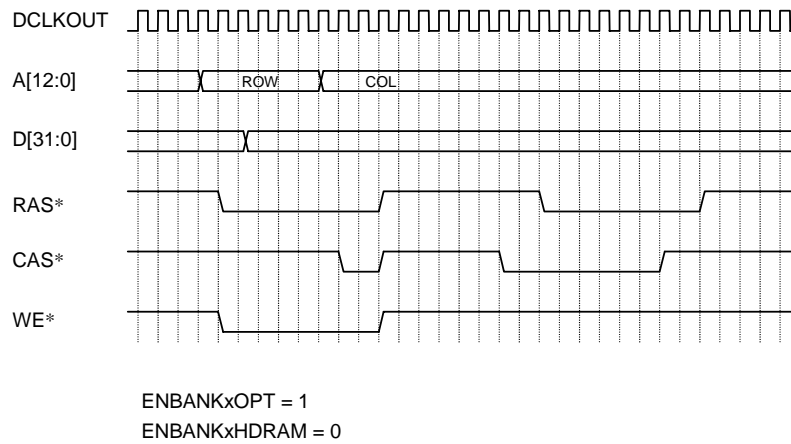 DCLKOUT
A[12:0] ROW COL
D[31:0]
RAS*
CAS*
WE*
ENBANKxOPT = 1
ENBANKxHDRAM = 0